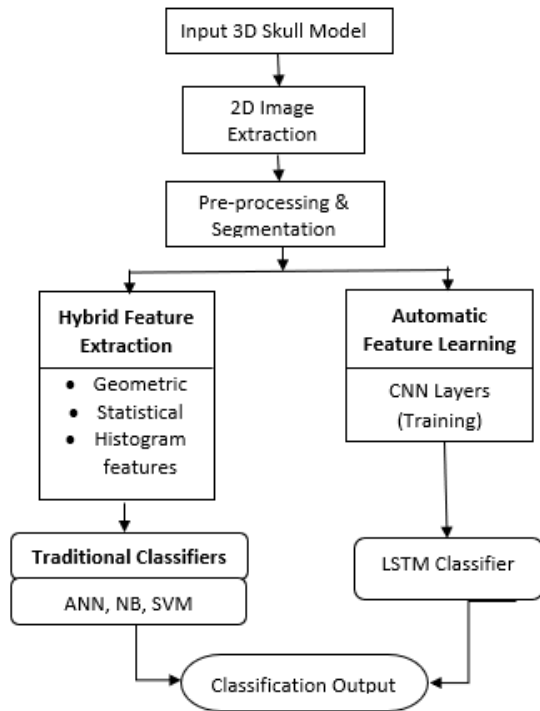 Input 3D Skull Model
2D Image
Extraction
Pre-processing &
Segmentation
Hybrid Feature
Extraction
● Geometric
● Statistical
● Histogram
features
Traditional Classifiers
ANN, NB, SVM
Automatic
Feature Learning
CNN Layers
(Training)
LSTM Classifier
Classification Output